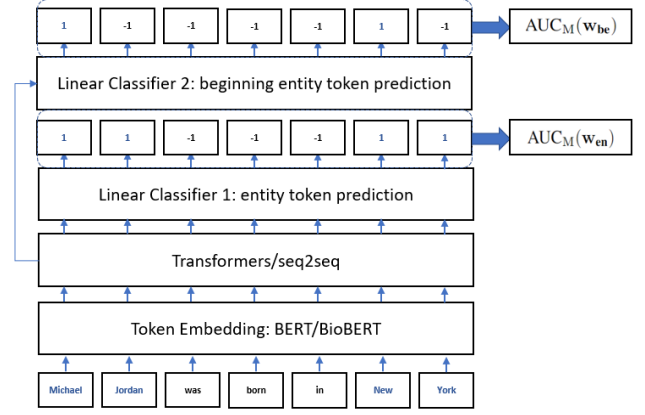 1 -1 -1 -1 -1 1 -1 AUC_M(w_be)
Linear Classifier 2: beginning entity token prediction
1 1 -1 -1 -1 1 1 AUC_M(w_en)
Linear Classifier 1: entity token prediction
Transformers/seq2seq
Token Embedding: BERT/BioBERT
Michael Jordan was born in New York